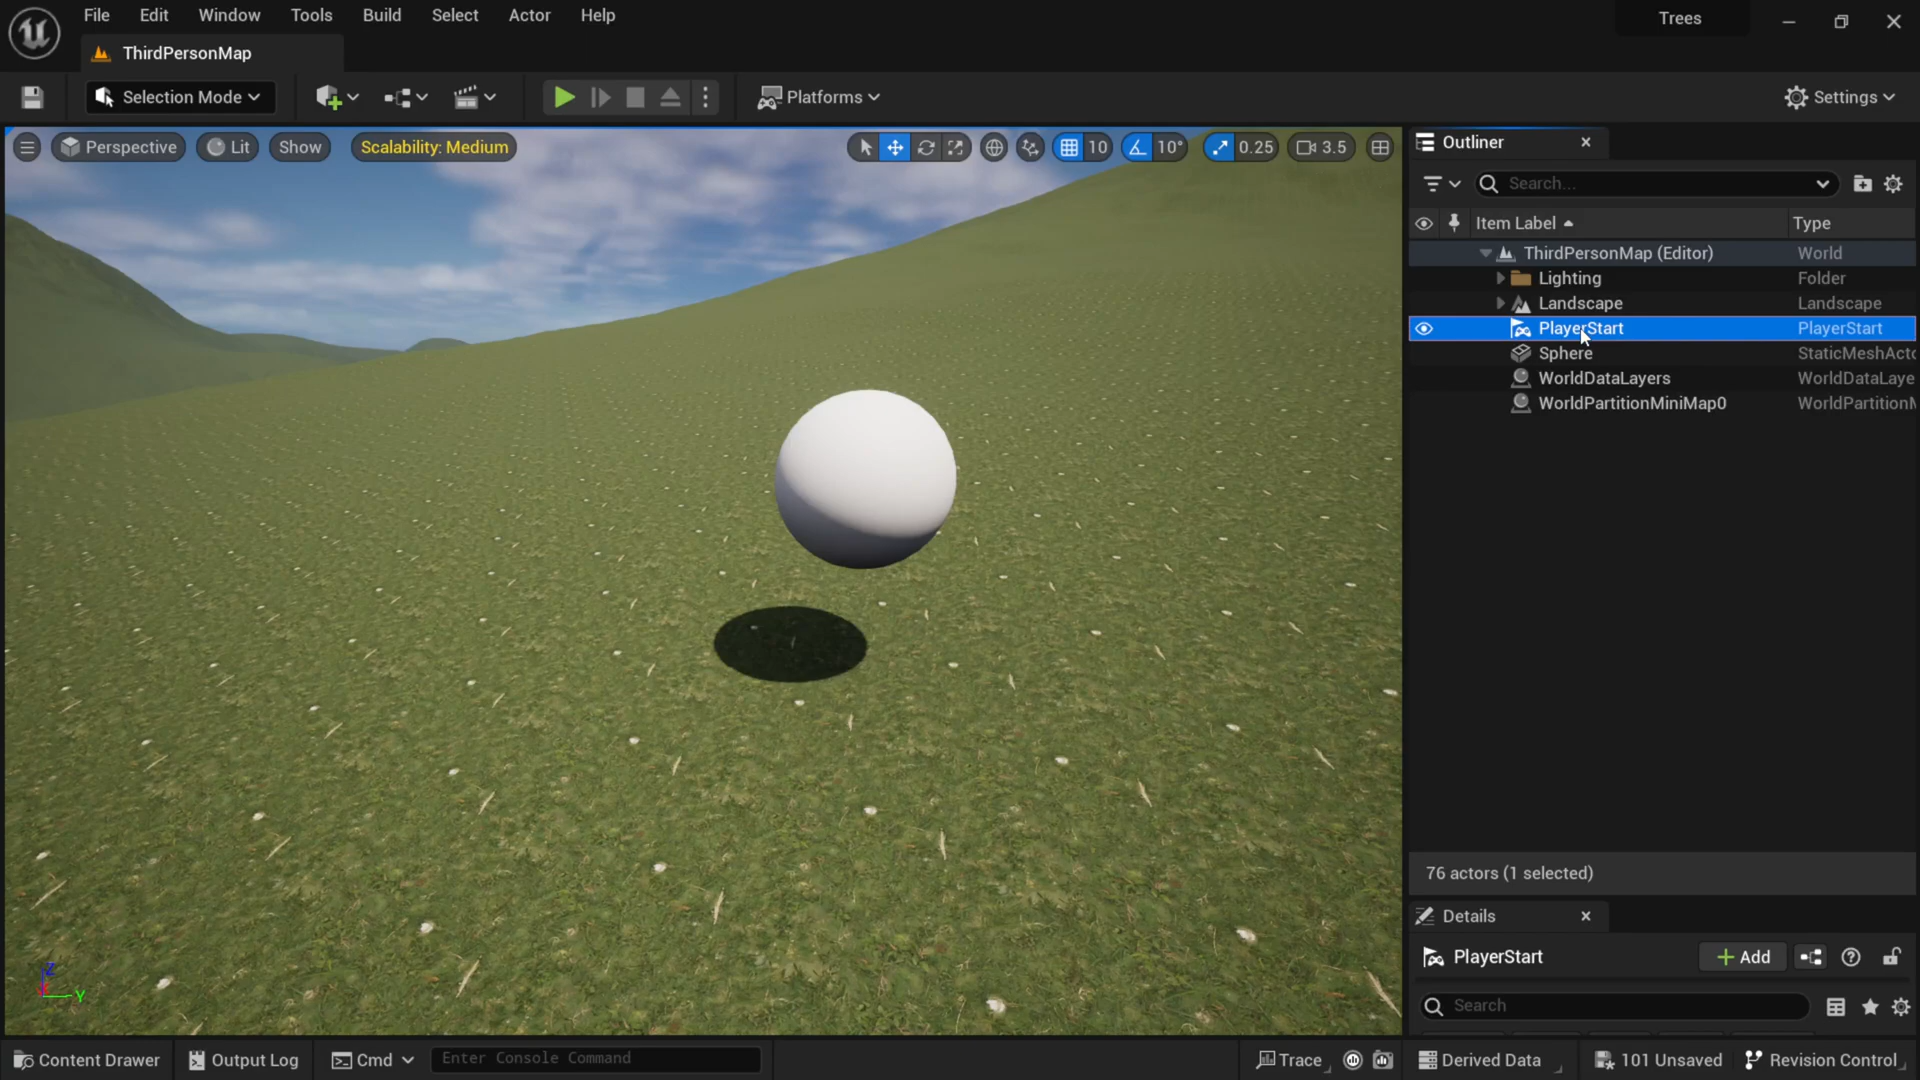 File Edit Window Tools Build Select Actor Help
Trees
ThirdPersonMap
Selection Mode
Platforms
Settings
Perspective Lit Show Scalability: Medium
10 10° 0.25 3.5
Outliner
Search...
Item Label Type
ThirdPersonMap (Editor) World
Lighting Folder
Landscape Landscape
PlayerStart PlayerStart
Sphere StaticMeshActo
WorldDataLayers WorldDataLaye
WorldPartitionMiniMap0 WorldPartitionM
76 actors (1 selected)
Details
PlayerStart
Add
Search
Z
Y
Content Drawer Output Log Cmd Enter Console Command Trace Derived Data 101 Unsaved Revision Control